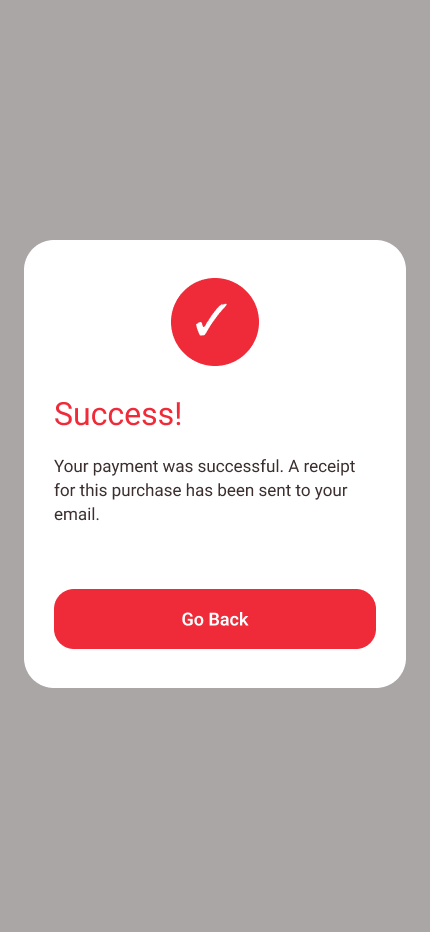 Success!
Your payment was successful. A receipt
for this purchase has been sent to your
email.
Go Back